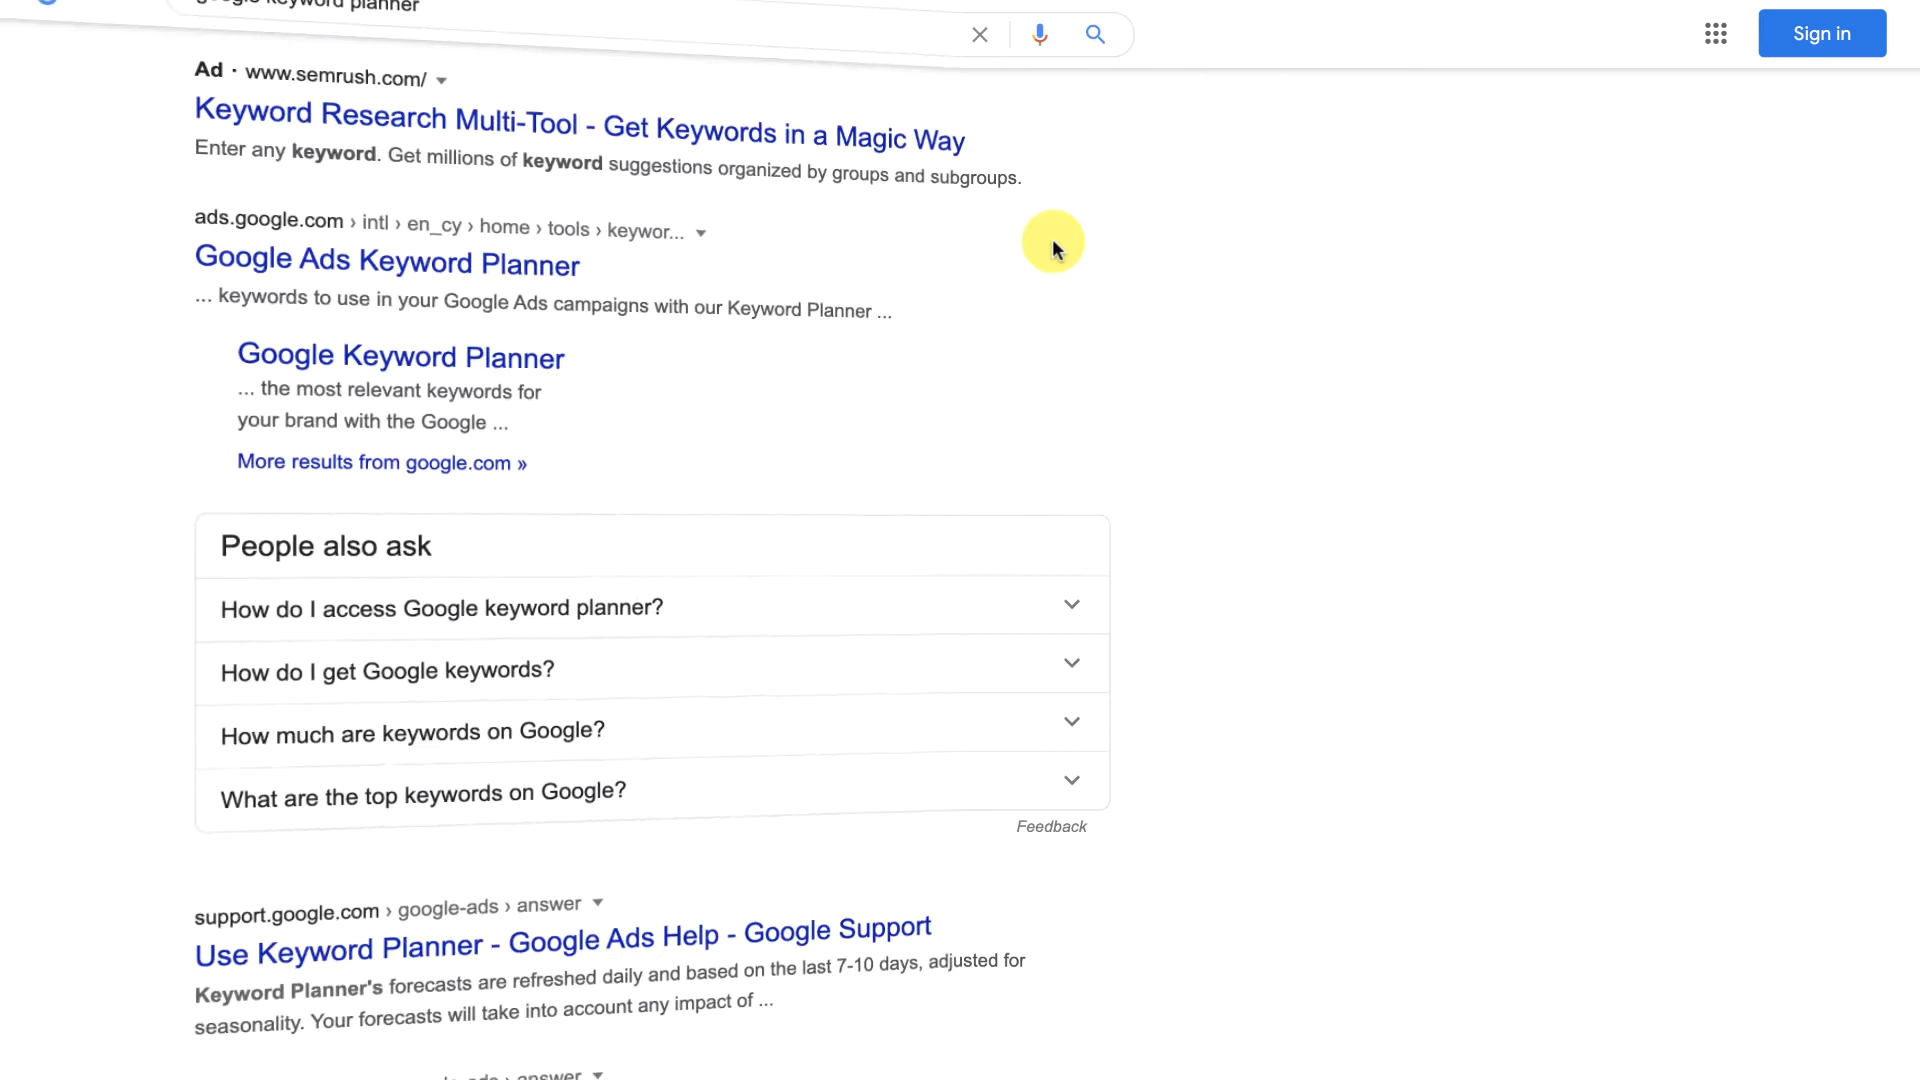 google keyword planner
Sign in
Ad · www.semrush.com/
Keyword Research Multi-Tool - Get Keywords in a Magic Way
Enter any keyword. Get millions of keyword suggestions organized by groups and subgroups.
ads.google.com › intl › en_cy › home › tools › keywor...
Google Ads Keyword Planner
... keywords to use in your Google Ads campaigns with our Keyword Planner ...
Google Keyword Planner
... the most relevant keywords for
your brand with the Google ...
More results from google.com »
People also ask
How do I access Google keyword planner?
How do I get Google keywords?
How much are keywords on Google?
What are the top keywords on Google?
Feedback
support.google.com › google-ads › answer
Use Keyword Planner - Google Ads Help - Google Support
Keyword Planner's forecasts are refreshed daily and based on the last 7-10 days, adjusted for
seasonality. Your forecasts will take into account any impact of ...
› answer